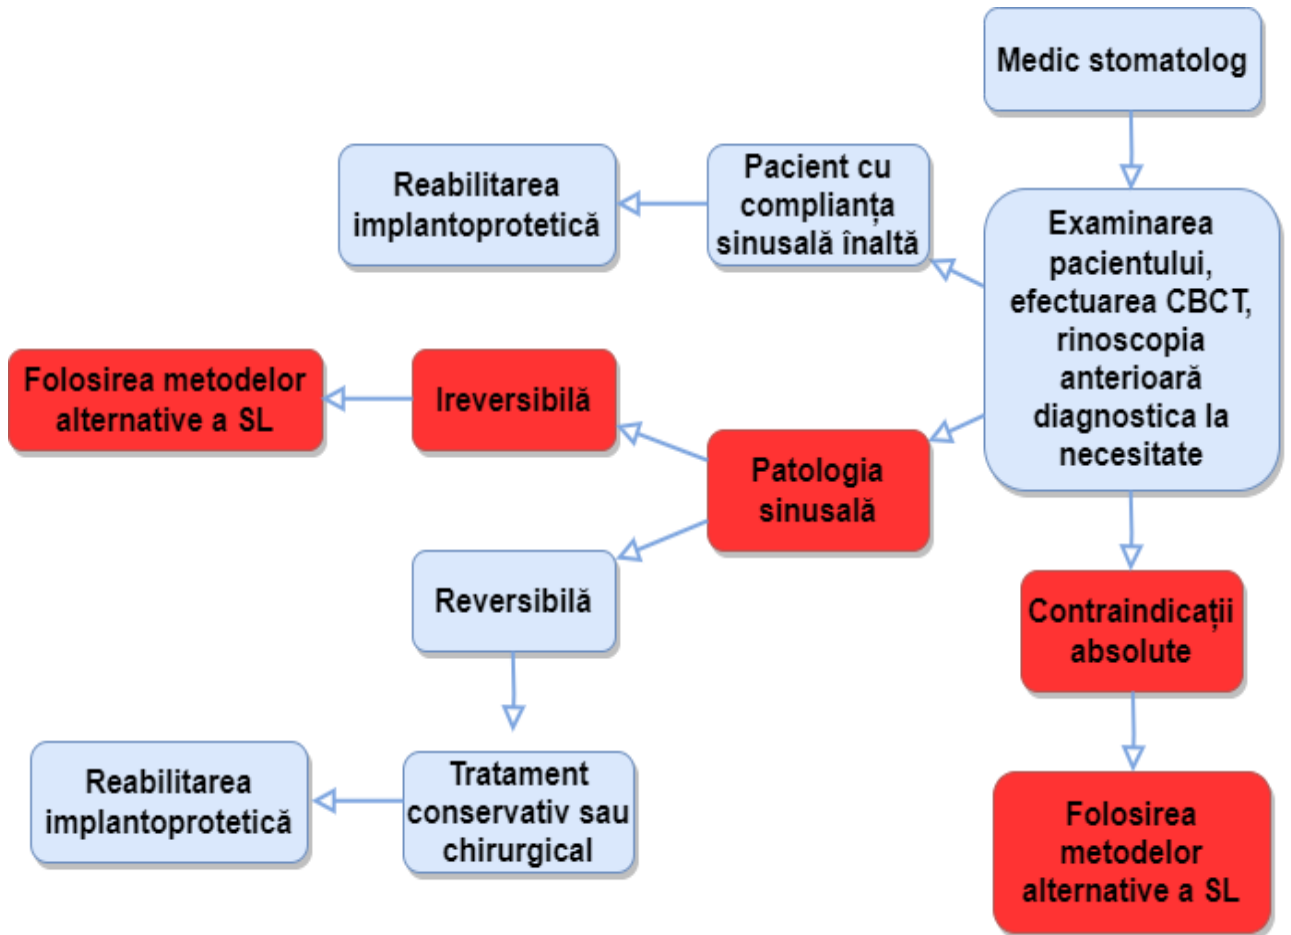 Medic stomatolog
Examinarea
pacientului,
efectuarea CBCT,
rinoscopia
anterioară
diagnostica la
necesitate
Pacient cu
complianța
sinusală înaltă
Reabilitarea
implantoprotetică
Patologia
sinusală
Ireversibilă
Folosirea metodelor
alternative a SL
Reversibilă
Tratament
conservativ sau
chirurgical
Reabilitarea
implantoprotetică
Contraindicații
absolute
Folosirea
metodelor
alternative a SL